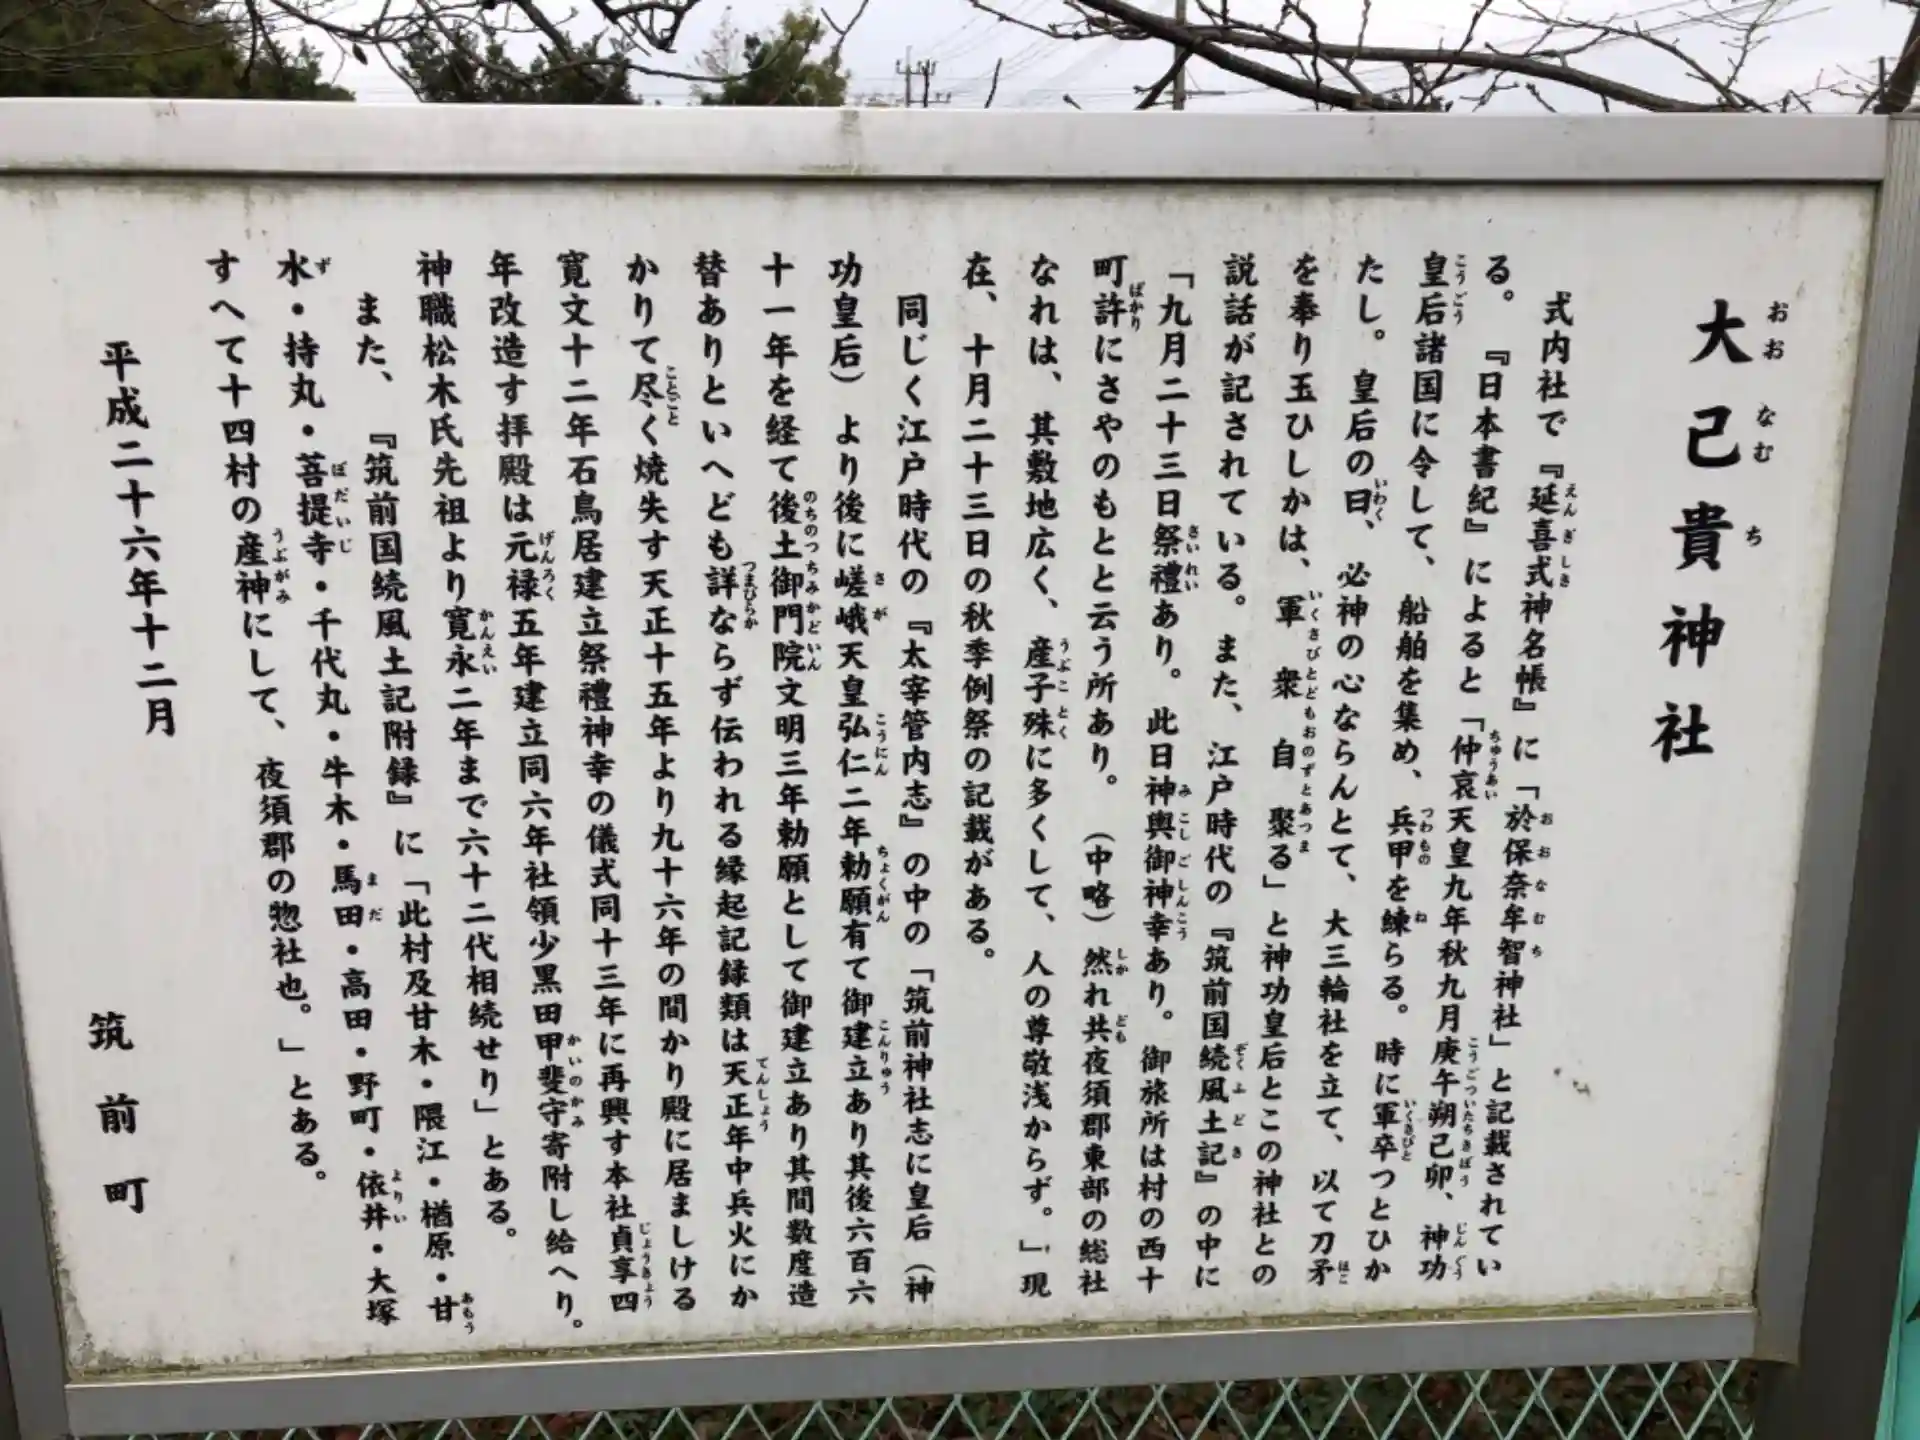 大己貴神社
おおなむち
式内社で『延喜式神名帳』に「於保奈牟智神社」と記載されてい
る。『日本書紀』によると「仲哀天皇九年秋九月庚午朔己卯、神功
皇后諸国に令して、船舶を集め、兵甲を練らる。時に軍卒つとひか
たし。皇后の曰、必神の心ならんとて、大三輪社を立て、以て刀矛
を奉り玉ひしかは、軍衆自聚る」と神功皇后とこの神社との
説話が記されている。また、江戸時代の『筑前国続風土記』の中に
「九月二十三日祭禮あり。此日神輿御神幸あり。御旅所は村の西十
町許にさやのもとと云う所あり。(中略)然れ共夜須郡東部の総社
なれは、其敷地広く、産子殊に多くして、人の尊敬浅からず。」現
在、十月二十三日の秋季例祭の記載がある。
同じく江戸時代の『太宰管内志』の中の「筑前神社志に皇后(神
功皇后)より後に嵯峨天皇弘仁二年勅願有て御建立あり其後六百六
十一年を経て後土御門院文明三年勅願として御建立あり其間数度造
替ありといへども詳ならず伝われる縁起記録類は天正年中兵火にか
かりて尽く焼失す天正十五年より九十六年の間かり殿に居ましける
寛文十二年石鳥居建立祭禮神幸の儀式同十三年に再興す本社貞享四
年改造す拝殿は元禄五年建立同六年社領少黒田甲斐守寄附し給へり。
神職松木氏先祖より寛永二年まで六十二代相続せり」とある。
また、『筑前国続風土記附録』に「此村及甘木・隈江・楢原・甘
水・持丸・菩提寺・千代丸・牛木・馬田・高田・野町・依井・大塚
すへて十四村の産神にして、夜須郡の惣社也。」とある。
平成二十六年十二月
筑前町